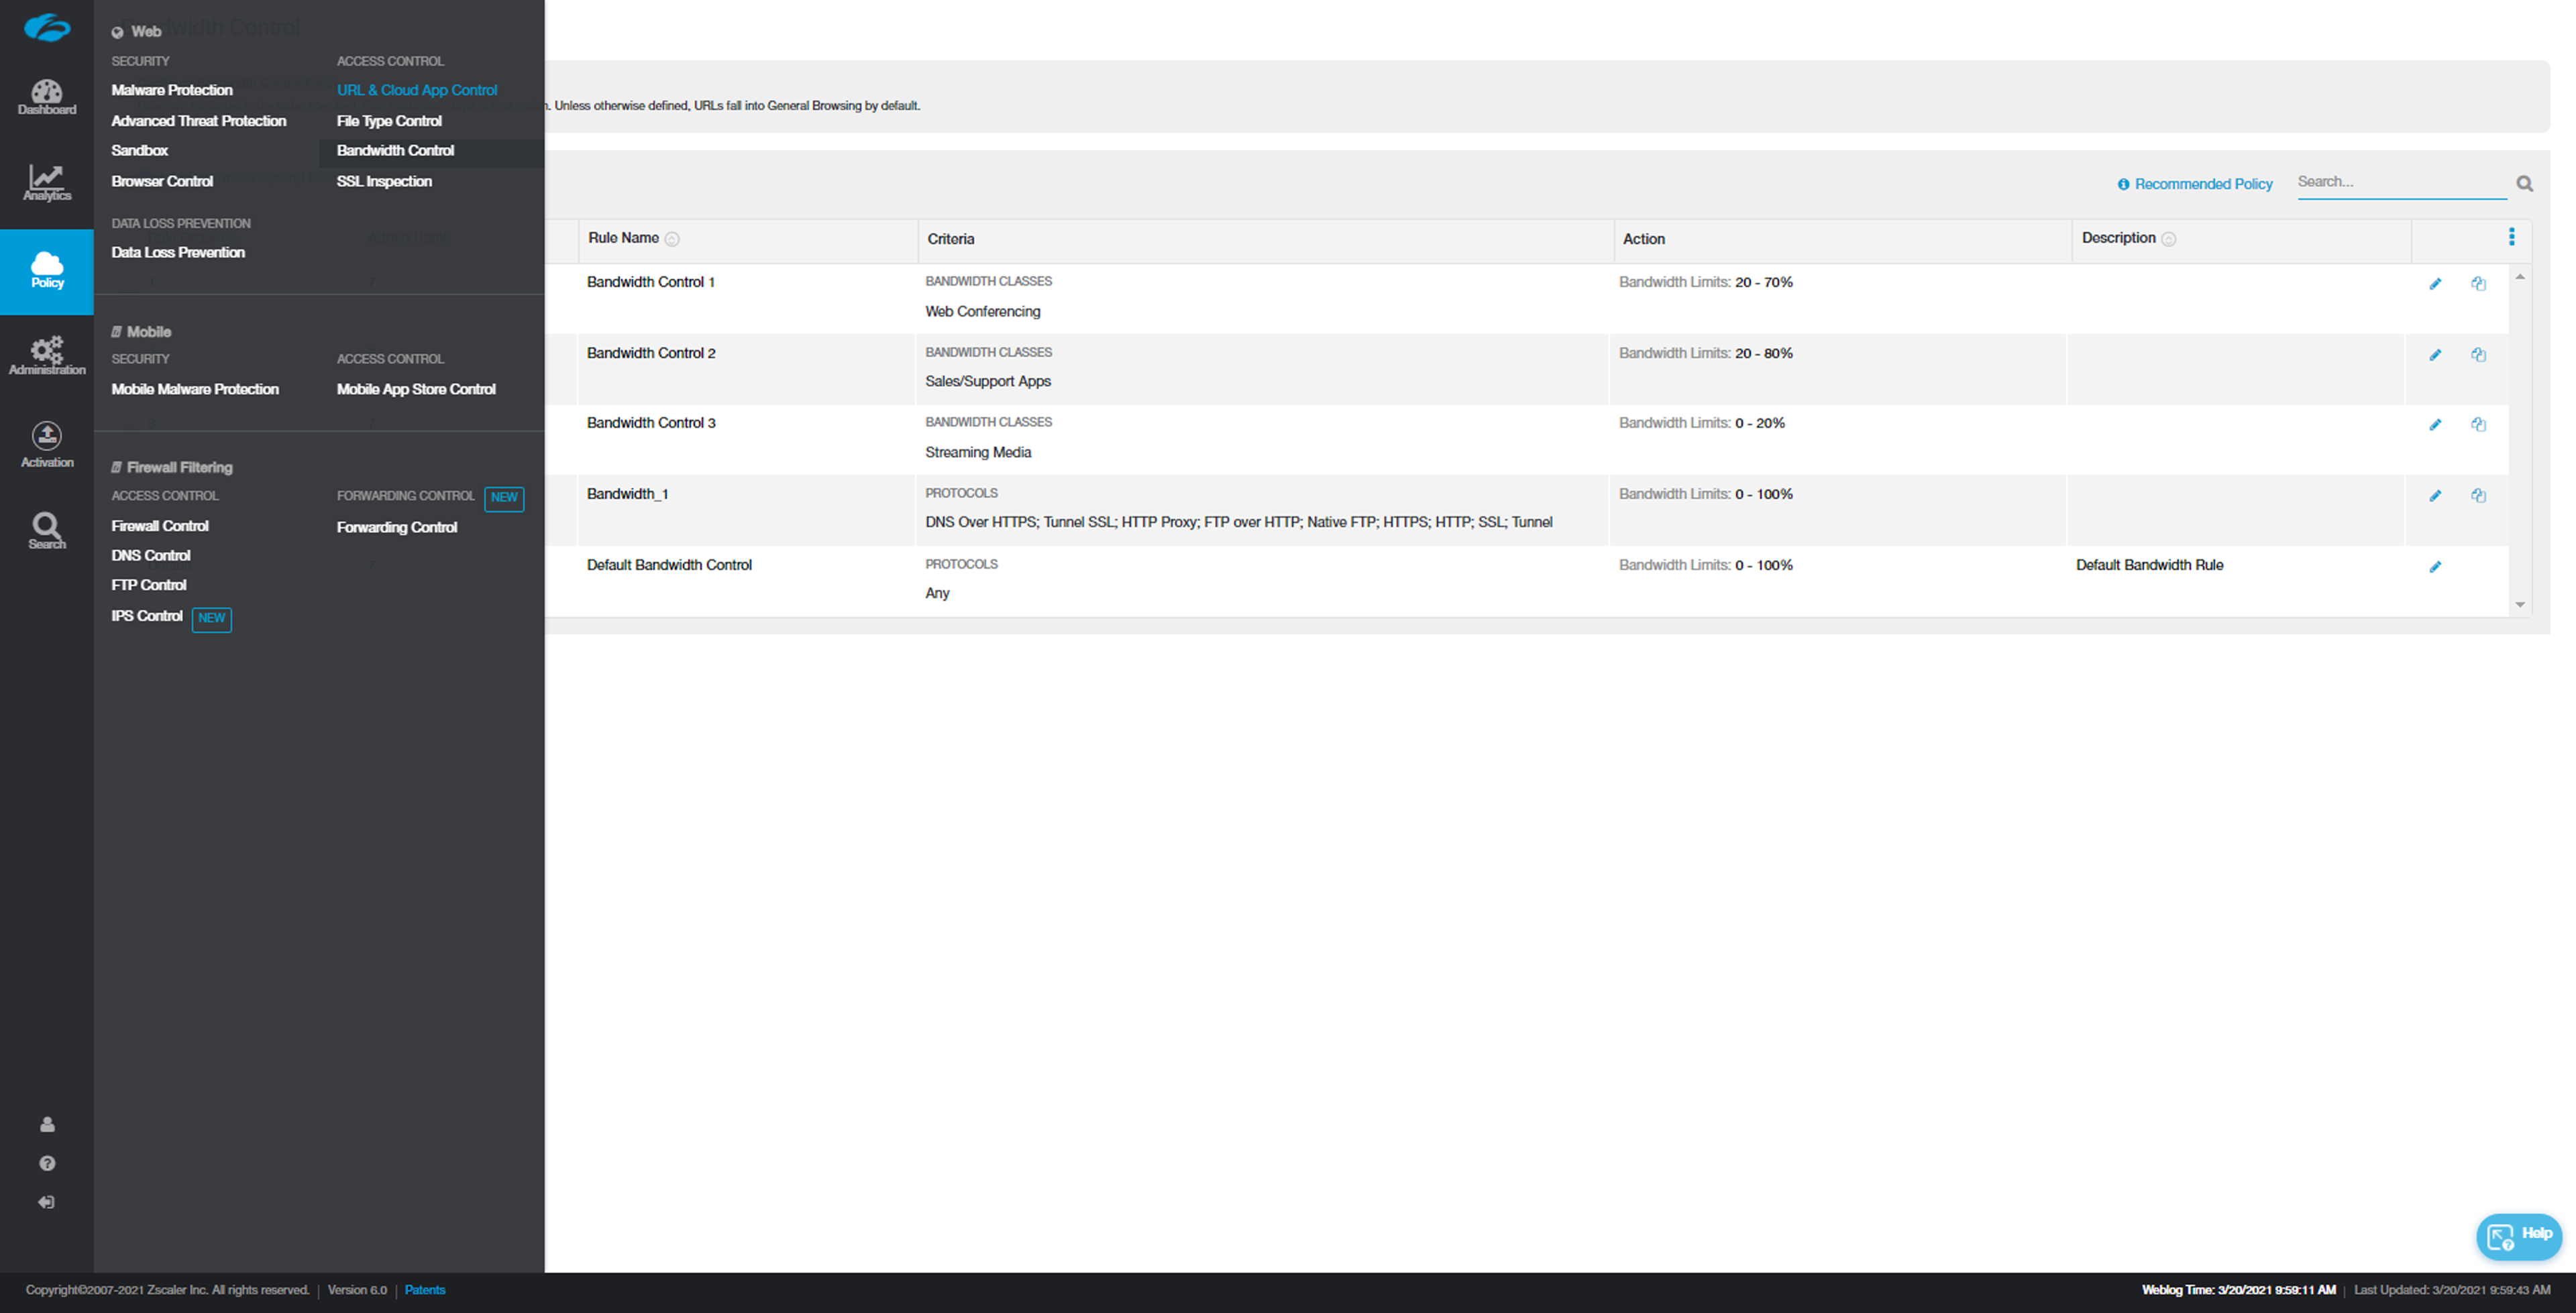 Web
SECURITY
ACCESS CONTROL
Malware Protection
URL & Cloud App Control
Advanced Threat Protection
File Type Control
Sandbox
Bandwidth Control
Browser Control
SSL Inspection
DATA LOSS PREVENTION
Data Loss Prevention
Mobile
SECURITY
ACCESS CONTROL
Mobile Malware Protection
Mobile App Store Control
Firewall Filtering
ACCESS CONTROL
FORWARDING CONTROL NEW
Firewall Control
Forwarding Control
DNS Control
FTP Control
IPS Control NEW
Dashboard
Analytics
Policy
Administration
Activation
Search
Unless otherwise defined, URLs fall into General Browsing by default.
Recommended Policy
Search...
Rule Name
Criteria
Action
Description
Bandwidth Control 1
BANDWIDTH CLASSES
Web Conferencing
Bandwidth Limits: 20 - 70%
Bandwidth Control 2
BANDWIDTH CLASSES
Sales/Support Apps
Bandwidth Limits: 20 - 80%
Bandwidth Control 3
BANDWIDTH CLASSES
Streaming Media
Bandwidth Limits: 0 - 20%
Bandwidth_1
PROTOCOLS
DNS Over HTTPS; Tunnel SSL; HTTP Proxy; FTP over HTTP; Native FTP; HTTPS; HTTP; SSL; Tunnel
Bandwidth Limits: 0 - 100%
Default Bandwidth Control
PROTOCOLS
Any
Bandwidth Limits: 0 - 100%
Default Bandwidth Rule
Help
Copyright©2007-2021 Zscaler Inc. All rights reserved. | Version 6.0 | Patents
Weblog Time: 3/20/2021 9:59:11 AM | Last Updated: 3/20/2021 9:59:43 AM